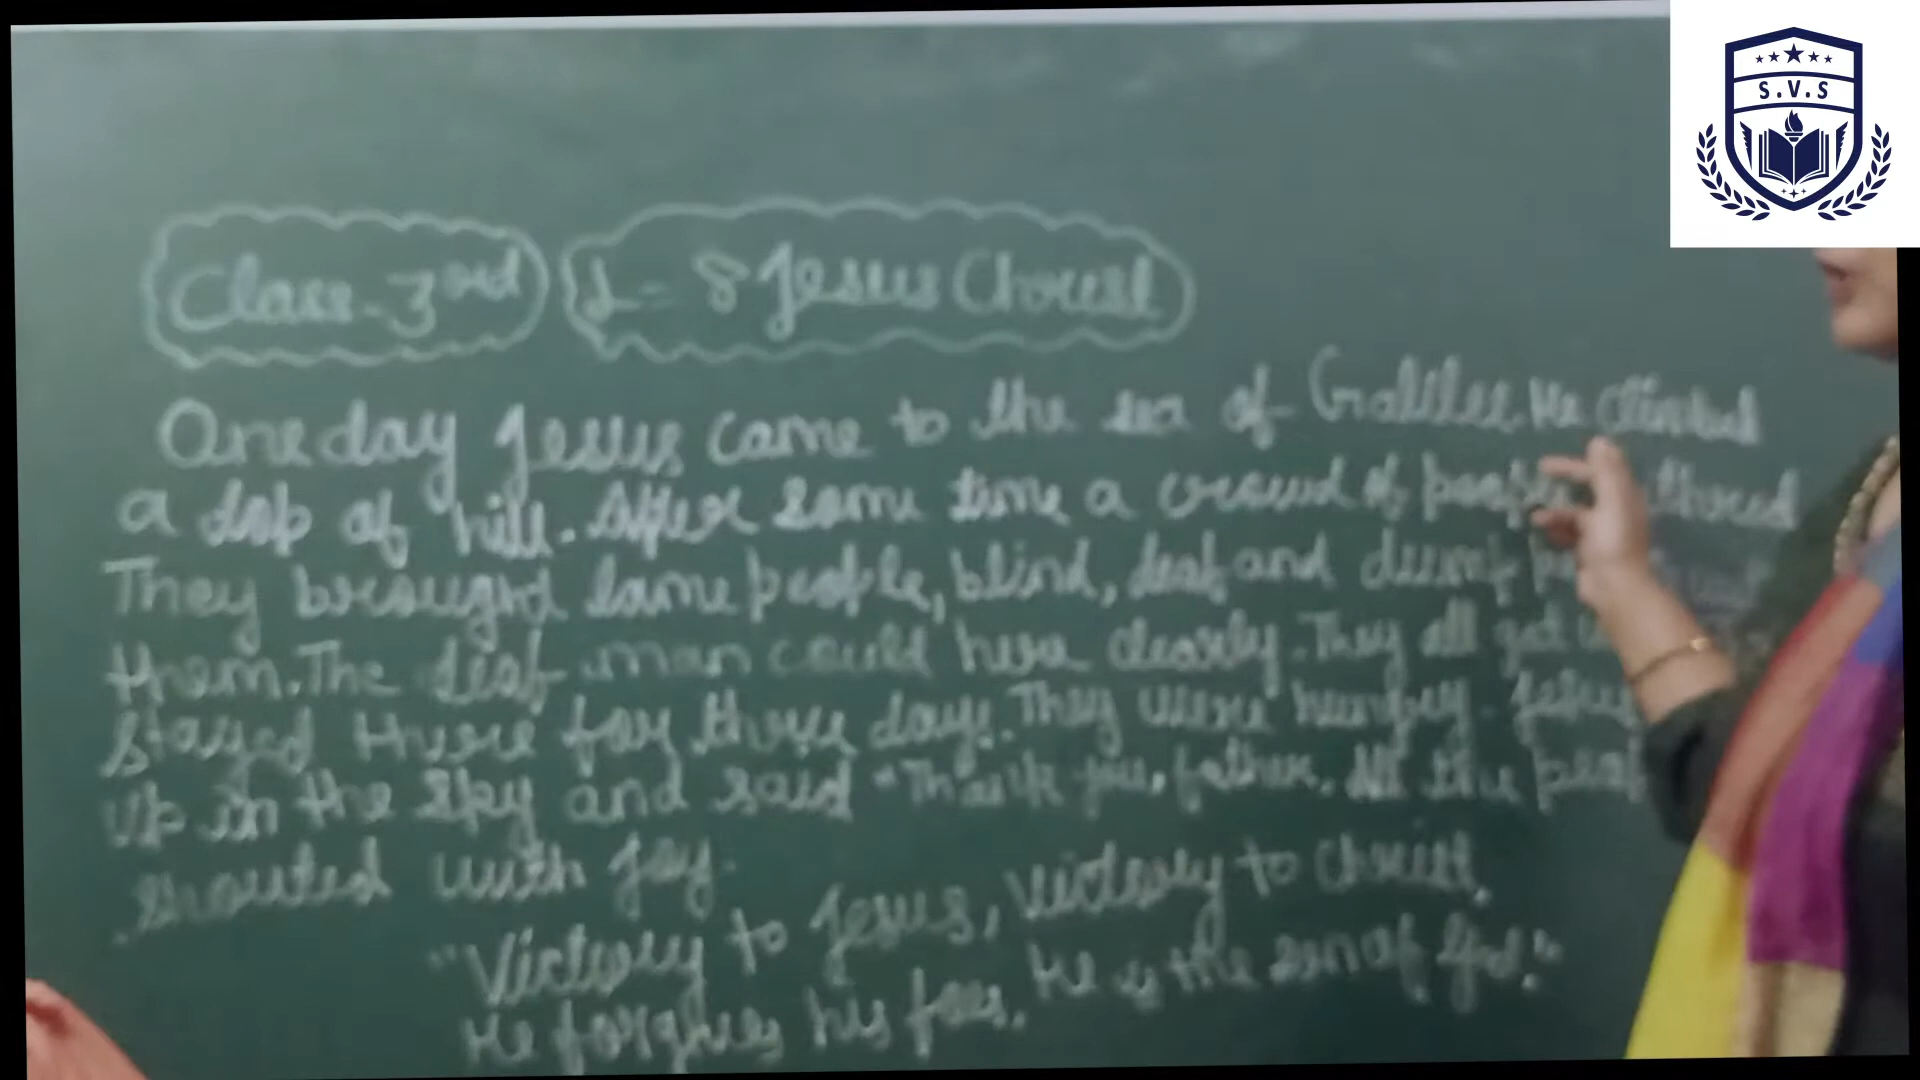 S.V.S
Class-3rd L-8 Jesus Christ
One day Jesus came to the sea of Galilee. He climbed
a top of hill. After some time a crowd of people
They brought lame people, blind, deaf and dumb
them. The deaf man could here clearly. They all got
stayed there for three days. They were hungry. Jesus
up in the sky and said "Thank you, father. All the
shouted with joy.
"Victory to Jesus, Victory to Christ.
He forgives his foes. He is the son of God."